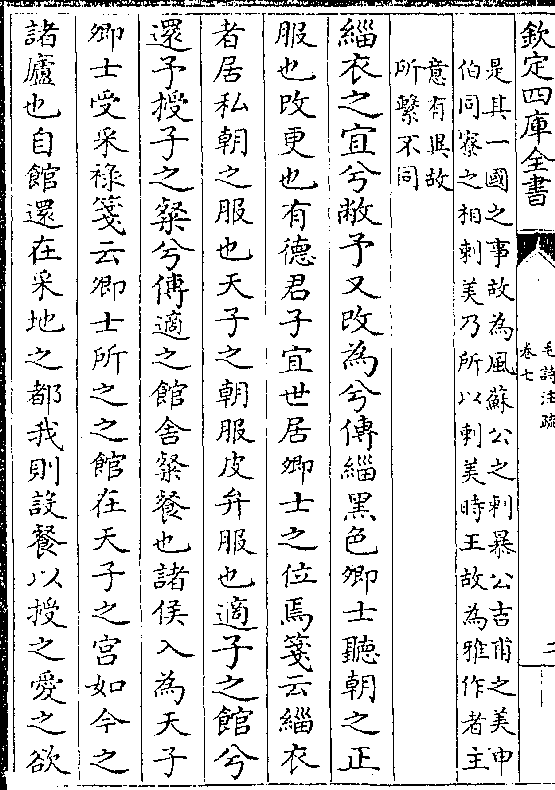 欽定四庫全書
毛詩注疏
卷七
二
是其一國之事故為風蘇公之刺暴公吉甫之美申
伯同寮之相刺美乃所以刺美時王故為雅作者主
意有異故
所繫不同
緇衣之宜兮敝予又改為兮傳緇黑色卿士聽朝之正
服也改更也有德君子宜世居卿士之位焉箋云緇衣
者居私朝之服也天子之朝服皮弁服也適子之館兮
還予授子之粲兮傳適之館舍粲餐也諸侯入為天子
卿士受采祿箋云卿士所之之館在天子之宮如今之
諸廬也自館還在采地之都我則設餐以授之愛之欲